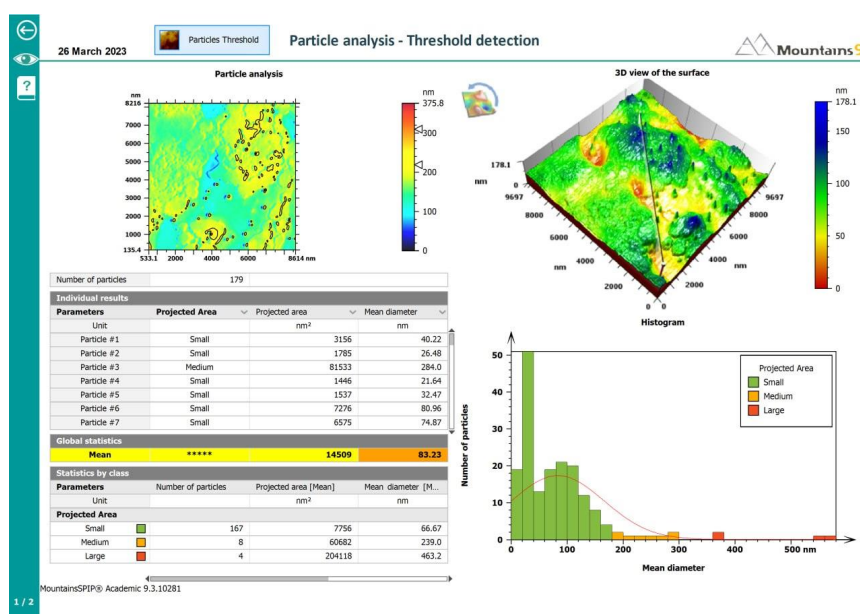 26 March 2023
Particles Threshold
Particle analysis - Threshold detection
Mountains9
?
Particle analysis
nm
8216
7000
6000
5000
4000
3000
2000
1000
135.4
533.1 2000 4000 6000 8614 nm
nm
375.8
300
200
100
0
3D view of the surface
178.1
nm
0
9697
8000
6000
nm
4000
2000
0
0
2000
nm
4000
6000
8000
9697
nm
178.1
150
100
50
0
Number of particles 179
Individual results
Parameters Projected Area Projected area Mean diameter
Unit nm² nm
Particle #1 Small 3156 40.22
Particle #2 Small 1785 26.48
Particle #3 Medium 81533 284.0
Particle #4 Small 1446 21.64
Particle #5 Small 1537 32.47
Particle #6 Small 7276 80.96
Particle #7 Small 6575 74.87
Global statistics
Mean ***** 14509 83.23
Statistics by class
Parameters Number of particles Projected area [Mean] Mean diameter [M...
Unit nm² nm
Projected Area
Small 167 7756 66.67
Medium 8 60682 239.0
Large 4 204118 463.2
Histogram
Number of particles
50
40
30
20
10
0
0 100 200 300 400 500 nm
Mean diameter
Projected Area
Small
Medium
Large
MountainsSPIP® Academic 9.3.10281
1 / 2